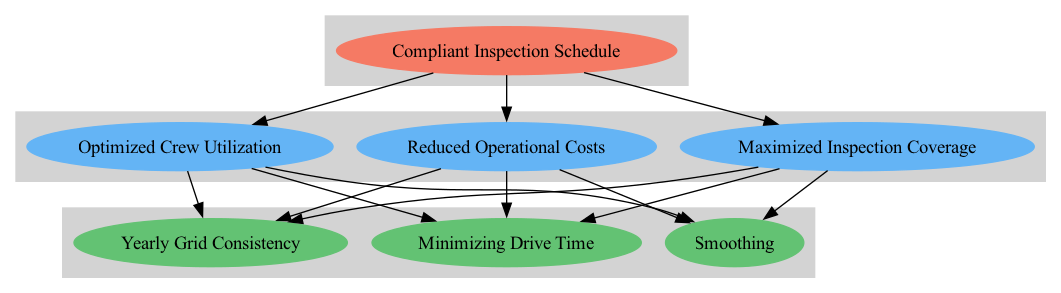 Compliant Inspection Schedule
Optimized Crew Utilization
Reduced Operational Costs
Maximized Inspection Coverage
Yearly Grid Consistency
Minimizing Drive Time
Smoothing